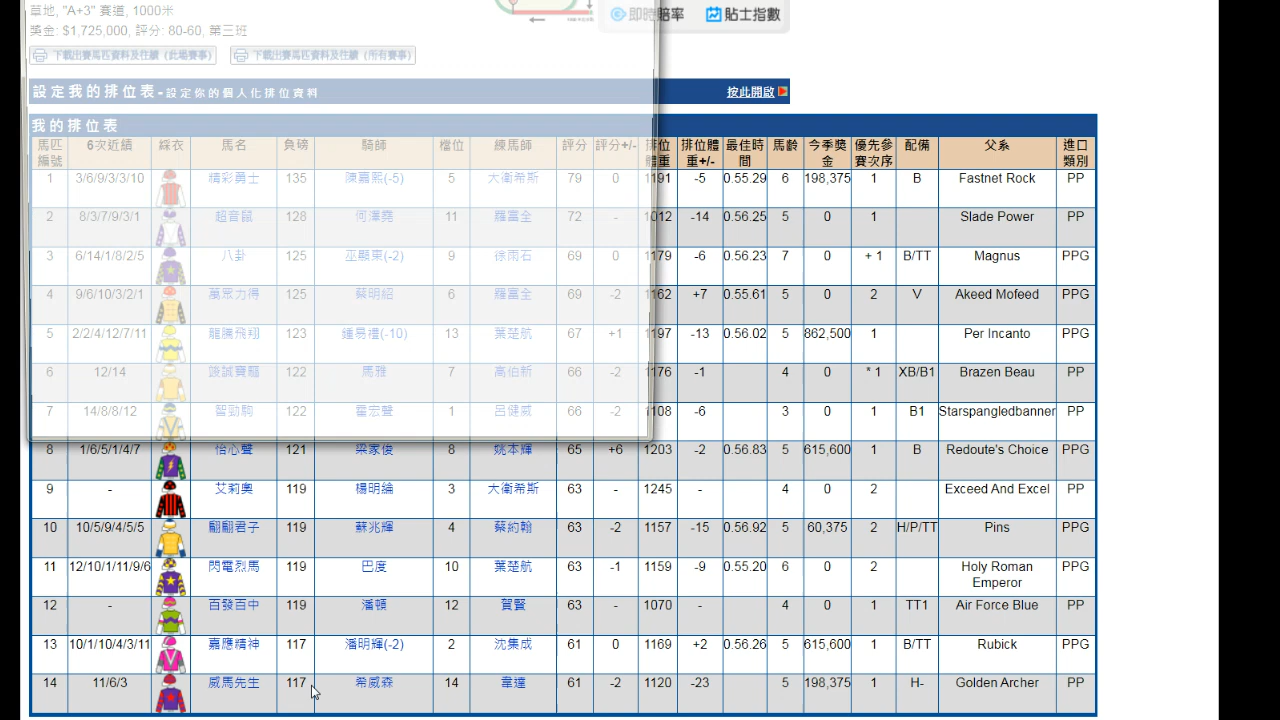 草地, "A+3" 賽道, 1000米
獎金: $1,725,000, 評分: 80-60, 第三班
即時賠率 貼士指數
下載出賽馬匹資料及往績 (此場賽事) 下載出賽馬匹資料及往績 (所有賽事)
設定我的排位表-設定你的個人化排位資料 按此開啟
我的排位表
馬匹編號 6次近績 綵衣 馬名 負磅 騎師 檔位 練馬師 評分 評分+/- 排位體重 排位體重+/- 最佳時間 馬齡 今季獎金 優先參賽次序 配備 父系 進口類別
1 3/6/9/3/3/10 精彩勇士 135 陳嘉熙(-5) 5 大衛希斯 79 0 1191 -5 0.55.29 6 198,375 1 B Fastnet Rock PP
2 8/3/7/9/3/1 超音鼠 128 何澤堯 11 羅富全 72 - 1012 -14 0.56.25 5 0 1 Slade Power PP
3 6/14/1/8/2/5 八卦 125 巫顯東(-2) 9 徐雨石 69 0 1179 -6 0.56.23 7 0 + 1 B/TT Magnus PPG
4 9/6/10/3/2/1 萬眾力得 125 蔡明紹 6 羅富全 69 -2 1162 +7 0.55.61 5 0 2 V Akeed Mofeed PPG
5 2/2/4/12/7/11 龍騰飛翔 123 鍾易禮(-10) 13 葉楚航 67 +1 1197 -13 0.56.02 5 862,500 1 Per Incanto PPG
6 12/14 竣誠寶驅 122 馬雅 7 高伯新 66 -2 1176 -1 4 0 * 1 XB/B1 Brazen Beau PP
7 14/8/8/12 智勁駒 122 霍宏聲 1 呂健威 66 -2 1108 -6 3 0 1 B1 Starspangledbanner PP
8 1/6/5/1/4/7 怡心聲 121 梁家俊 8 姚本輝 65 +6 1203 -2 0.56.83 5 615,600 1 B Redoute's Choice PPG
9 - 艾莉奧 119 楊明綸 3 大衛希斯 63 - 1245 - 4 0 2 Exceed And Excel PP
10 10/5/9/4/5/5 翩翩君子 119 蘇兆輝 4 蔡約翰 63 -2 1157 -15 0.56.92 5 60,375 2 H/P/TT Pins PPG
11 12/10/1/11/9/6 閃電烈馬 119 巴度 10 葉楚航 63 -1 1159 -9 0.55.20 6 0 2 Holy Roman Emperor PPG
12 - 百發百中 119 潘頓 12 賀賢 63 - 1070 - 4 0 1 TT1 Air Force Blue PP
13 10/1/10/4/3/11 嘉應精神 117 潘明輝(-2) 2 沈集成 61 0 1169 +2 0.56.26 5 615,600 1 B/TT Rubick PPG
14 11/6/3 威馬先生 117 希威森 14 韋達 61 -2 1120 -23 5 198,375 1 H- Golden Archer PP